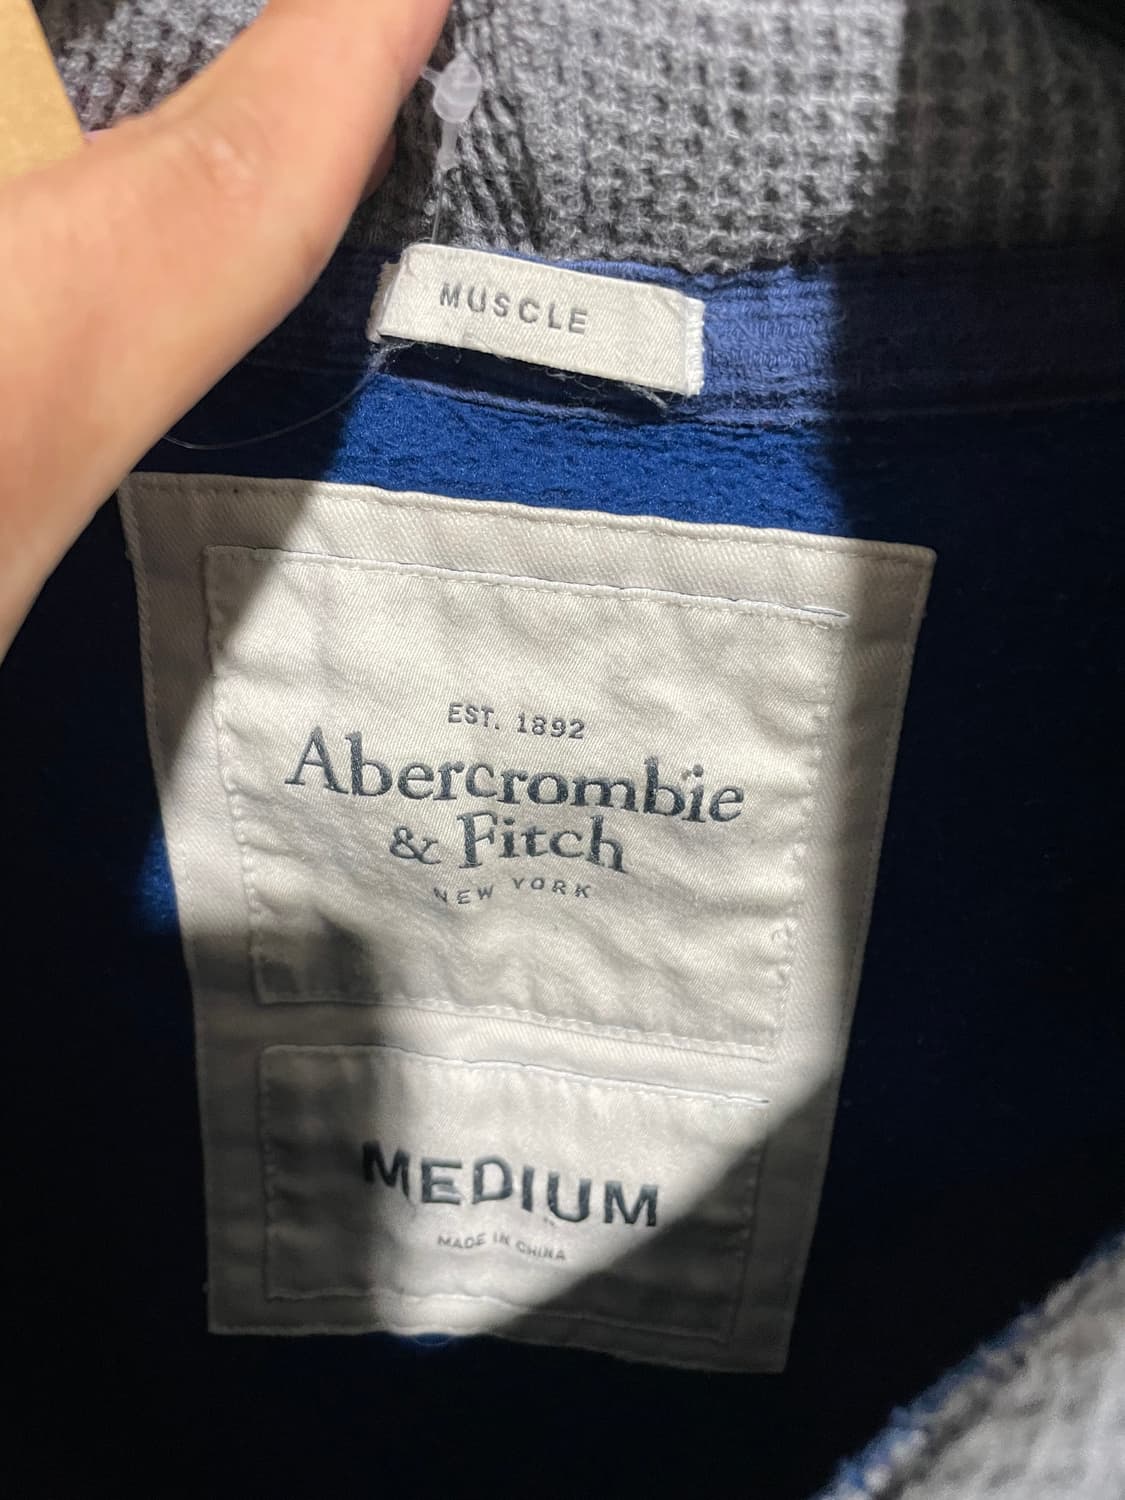 MUSCLE
EST. 1892
Abercrombie
& Fitch
NEW YORK
MEDIUM
MADE IN CHINA